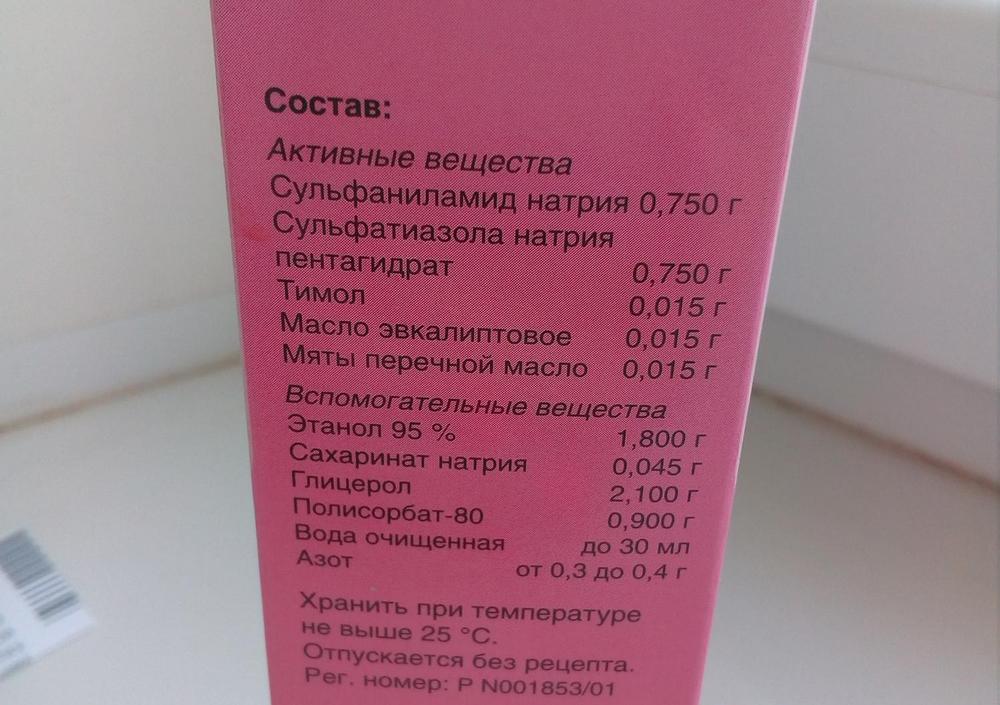 Состав:
Активные вещества
Сульфаниламид натрия 0,750 г
Сульфатиазола натрия
пентагидрат 0,750 г
Тимол 0,015 г
Масло эвкалиптовое 0,015 г
Мяты перечной масло 0,015 г
Вспомогательные вещества
Этанол 95 % 1,800 г
Сахаринат натрия 0,045 г
Глицерол 2,100 г
Полисорбат-80 0,900 г
Вода очищенная до 30 мл
Азот от 0,3 до 0,4 г
Хранить при температуре
не выше 25 °C.
Отпускается без рецепта.
Рег. номер: Р N001853/01